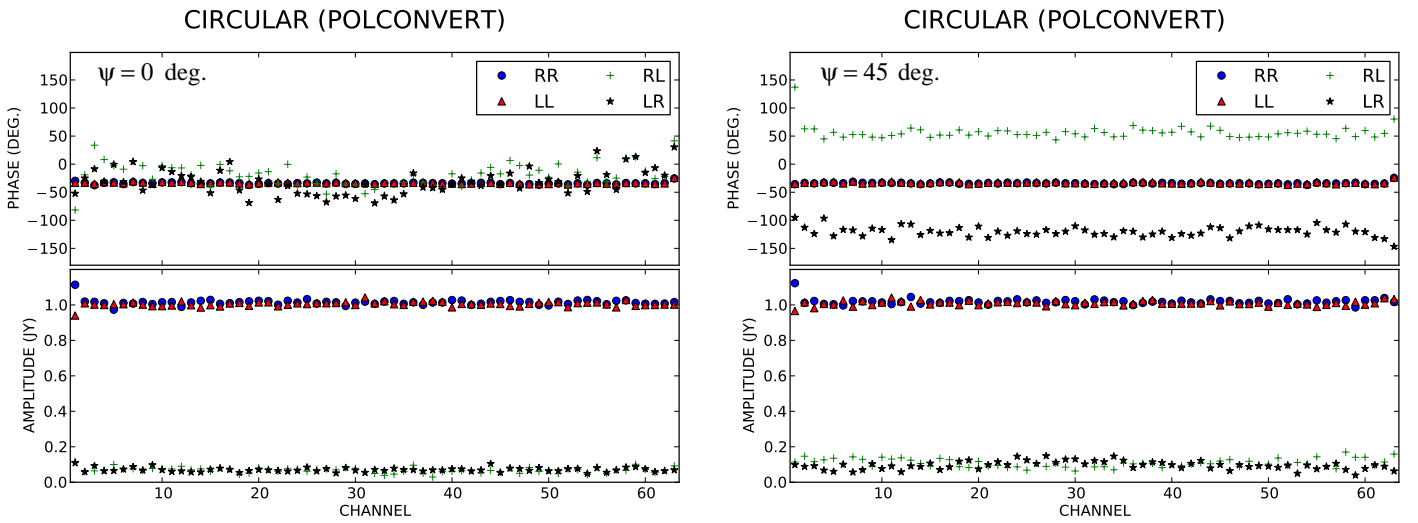 CIRCULAR (POLCONVERT)
ψ = 0 deg.
RR
RL
LL
LR
PHASE (DEG.)
150
100
50
0
−50
−100
−150
AMPLITUDE (JY)
1.0
0.8
0.6
0.4
0.2
0.0
10 20 30 40 50 60
CHANNEL
CIRCULAR (POLCONVERT)
ψ = 45 deg.
RR
RL
LL
LR
PHASE (DEG.)
150
100
50
0
−50
−100
−150
AMPLITUDE (JY)
1.0
0.8
0.6
0.4
0.2
0.0
10 20 30 40 50 60
CHANNEL